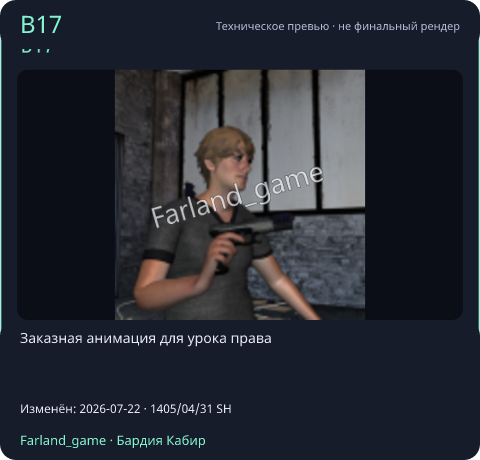 B17
Техническое превью · не финальный рендер
B17
Farland_game
Заказная анимация для урока права
Изменён: 2026-07-22 · 1405/04/31 SH
Farland_game · Бардия Кабир